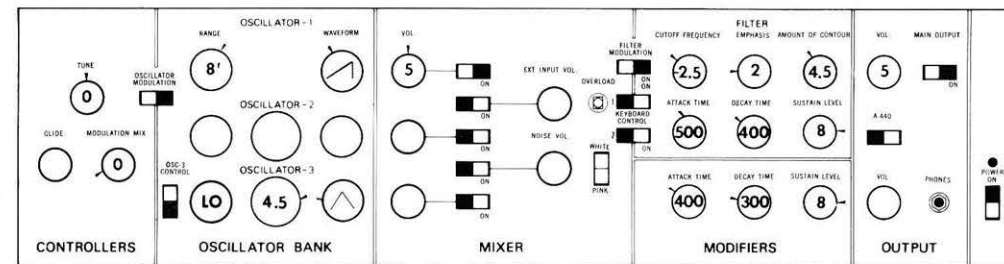 TUNE
0
GLIDE
MODULATION MIX
0
CONTROLLERS
OSCILLATOR MODULATION
OSCILLATOR-1
RANGE
WAVEFORM
8'
OSCILLATOR-2
OSC-3 CONTROL
OSCILLATOR-3
LO
4.5
OSCILLATOR BANK
VOL.
5
ON
ON
ON
ON
ON
EXT INPUT VOL.
OVERLOAD
NOISE VOL.
WHITE
PINK
MIXER
FILTER MODULATION
ON
ON
1
KEYBOARD CONTROL
2
FILTER
CUTOFF FREQUENCY
EMPHASIS
AMOUNT OF CONTOUR
-2.5
2
4.5
ATTACK TIME
DECAY TIME
SUSTAIN LEVEL
500
400
8
ATTACK TIME
DECAY TIME
SUSTAIN LEVEL
400
300
8
MODIFIERS
VOL.
MAIN OUTPUT
5
ON
A-440
VOL
PHONES
OUTPUT
POWER
ON